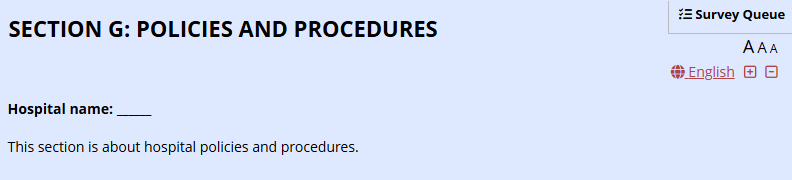 Survey Queue
SECTION G: POLICIES AND PROCEDURES
A A A
English
Hospital name: ______
This section is about hospital policies and procedures.